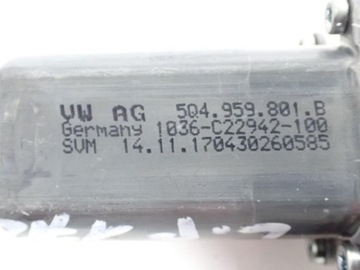 VW AG 5Q4.959.801.B
Germany 1036-C22942-100
SVM 14.11.170430260585